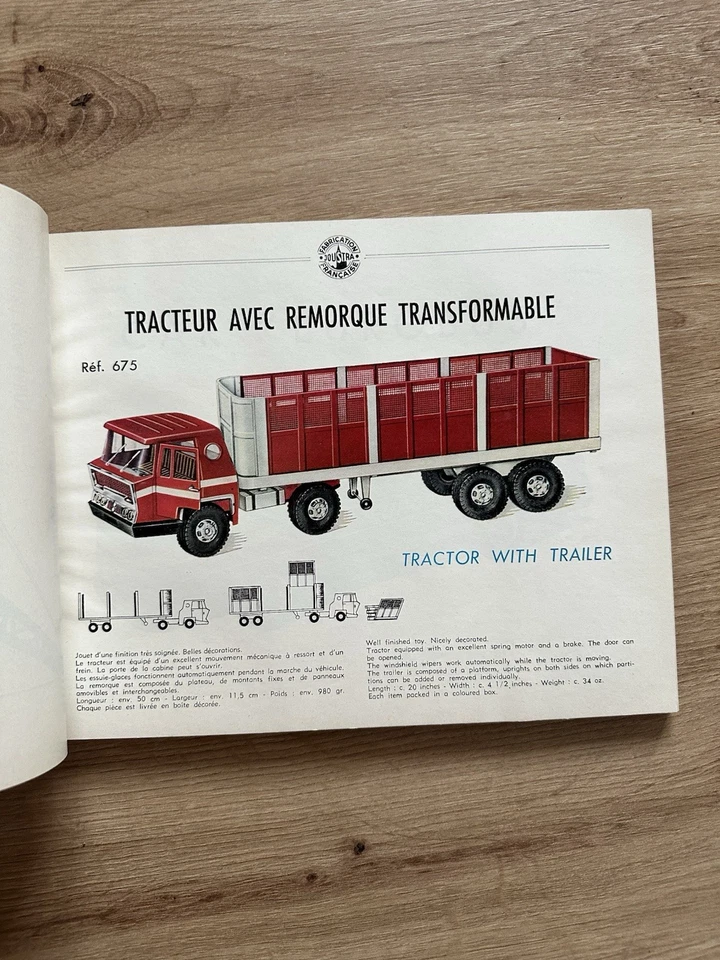 FABRICATION
JOUSTRA
FRANÇAISE
TRACTEUR AVEC REMORQUE TRANSFORMABLE
Réf. 675
TRACTOR WITH TRAILER
Jouet d'une finition très soignée. Belles décorations.
Le tracteur est équipé d'un excellent mouvement mécanique à ressort et d'un
frein. La porte de la cabine peut s'ouvrir.
Les essuie-glaces fonctionnent automatiquement pendant la marche du véhicule.
La remorque est composée du plateau, de montants fixes et de panneaux
amovibles et interchangeables.
Longueur : env. 50 cm - Largeur : env. 11,5 cm - Poids : env. 980 gr.
Chaque pièce est livrée en boîte décorée.
Well finished toy. Nicely decorated.
Tractor equipped with an excellent spring motor and a brake. The door can
be opened.
The windshield wipers work automatically while the tractor is moving.
The trailer is composed of a platform, uprights on both sides on which parti-
tions can be added or removed individually.
Length : c. 20 inches - Width : c. 4 1/2 inches - Weight : c. 34 oz.
Each item packed in a coloured box.